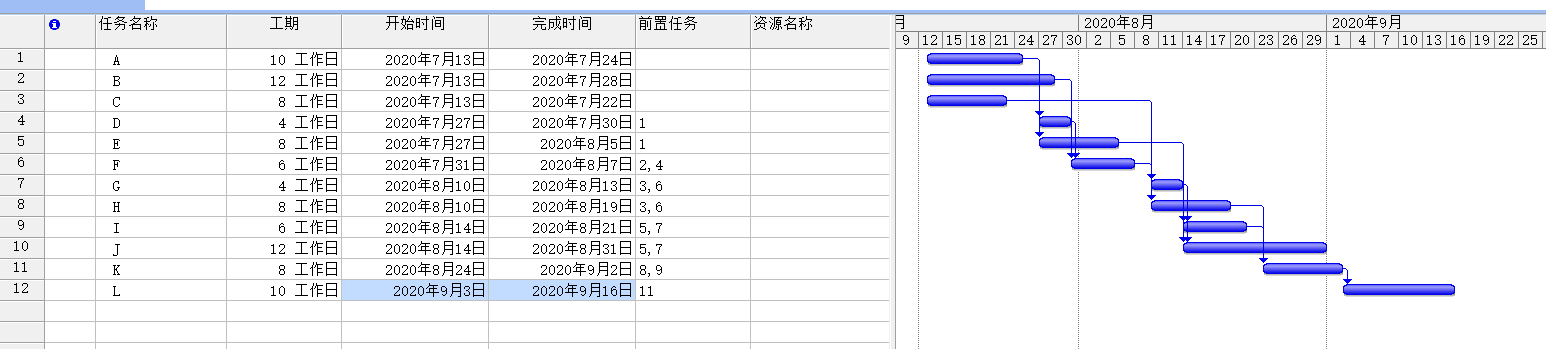 任务名称 工期 开始时间 完成时间 前置任务 资源名称
月 2020年8月 2020年9月
9 12 15 18 21 24 27 30 2 5 8 11 14 17 20 23 26 29 1 4 7 10 13 16 19 22 25
1 A 10 工作日 2020年7月13日 2020年7月24日
2 B 12 工作日 2020年7月13日 2020年7月28日
3 C 8 工作日 2020年7月13日 2020年7月22日
4 D 4 工作日 2020年7月27日 2020年7月30日 1
5 E 8 工作日 2020年7月27日 2020年8月5日 1
6 F 6 工作日 2020年7月31日 2020年8月7日 2,4
7 G 4 工作日 2020年8月10日 2020年8月13日 3,6
8 H 8 工作日 2020年8月10日 2020年8月19日 3,6
9 I 6 工作日 2020年8月14日 2020年8月21日 5,7
10 J 12 工作日 2020年8月14日 2020年8月31日 5,7
11 K 8 工作日 2020年8月24日 2020年9月2日 8,9
12 L 10 工作日 2020年9月3日 2020年9月16日 11